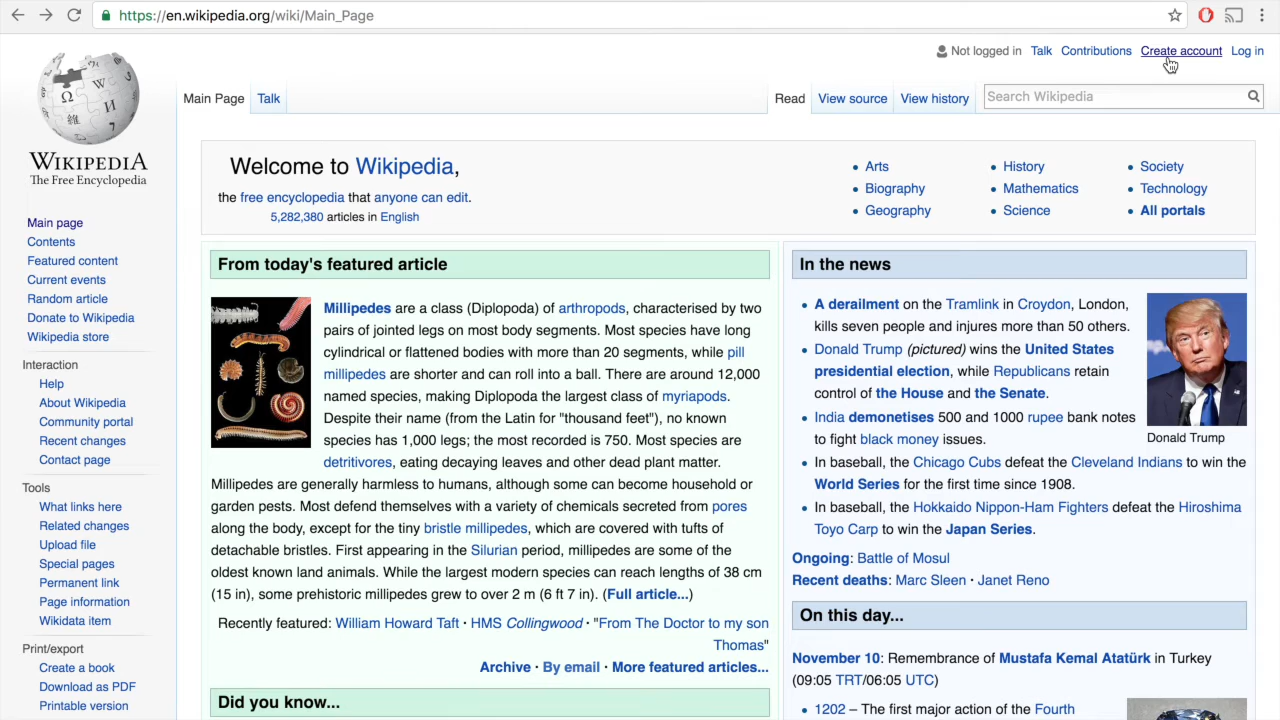 https://en.wikipedia.org/wiki/Main_Page
Not logged in Talk Contributions Create account Log in
Main Page Talk Read View source View history Search Wikipedia
WIKIPEDIA
The Free Encyclopedia
Main page
Contents
Featured content
Current events
Random article
Donate to Wikipedia
Wikipedia store
Interaction
Help
About Wikipedia
Community portal
Recent changes
Contact page
Tools
What links here
Related changes
Upload file
Special pages
Permanent link
Page information
Wikidata item
Print/export
Create a book
Download as PDF
Printable version
Welcome to Wikipedia,
the free encyclopedia that anyone can edit.
5,282,380 articles in English
• Arts
• Biography
• Geography
• History
• Mathematics
• Science
• Society
• Technology
• All portals
From today's featured article
Millipedes are a class (Diplopoda) of arthropods, characterised by two
pairs of jointed legs on most body segments. Most species have long
cylindrical or flattened bodies with more than 20 segments, while pill
millipedes are shorter and can roll into a ball. There are around 12,000
named species, making Diplopoda the largest class of myriapods.
Despite their name (from the Latin for "thousand feet"), no known
species has 1,000 legs; the most recorded is 750. Most species are
detritivores, eating decaying leaves and other dead plant matter.
Millipedes are generally harmless to humans, although some can become household or
garden pests. Most defend themselves with a variety of chemicals secreted from pores
along the body, except for the tiny bristle millipedes, which are covered with tufts of
detachable bristles. First appearing in the Silurian period, millipedes are some of the
oldest known land animals. While the largest modern species can reach lengths of 38 cm
(15 in), some prehistoric millipedes grew to over 2 m (6 ft 7 in). (Full article...)
Recently featured: William Howard Taft · HMS Collingwood · "From The Doctor to my son
Thomas"
Archive · By email · More featured articles...
Did you know...
In the news
• A derailment on the Tramlink in Croydon, London,
kills seven people and injures more than 50 others.
• Donald Trump (pictured) wins the United States
presidential election, while Republicans retain
control of the House and the Senate.
• India demonetises 500 and 1000 rupee bank notes
to fight black money issues.
Donald Trump
• In baseball, the Chicago Cubs defeat the Cleveland Indians to win the
World Series for the first time since 1908.
• In baseball, the Hokkaido Nippon-Ham Fighters defeat the Hiroshima
Toyo Carp to win the Japan Series.
Ongoing: Battle of Mosul
Recent deaths: Marc Sleen · Janet Reno
On this day...
November 10: Remembrance of Mustafa Kemal Atatürk in Turkey
(09:05 TRT/06:05 UTC)
• 1202 – The first major action of the Fourth